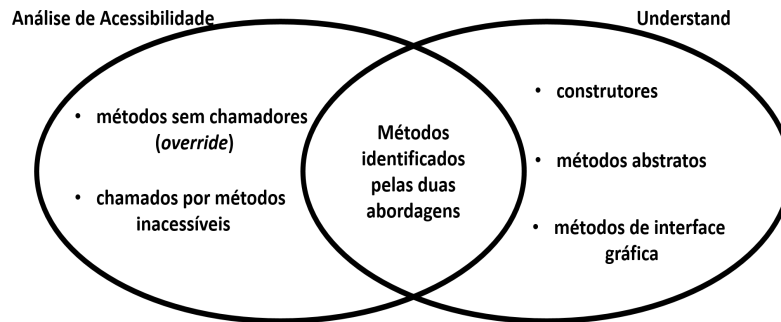 Análise de Acessibilidade
Understand
• métodos sem chamadores
(override)
• chamados por métodos
inacessíveis
Métodos
identificados
pelas duas
abordagens
• construtores
• métodos abstratos
• métodos de interface
gráfica